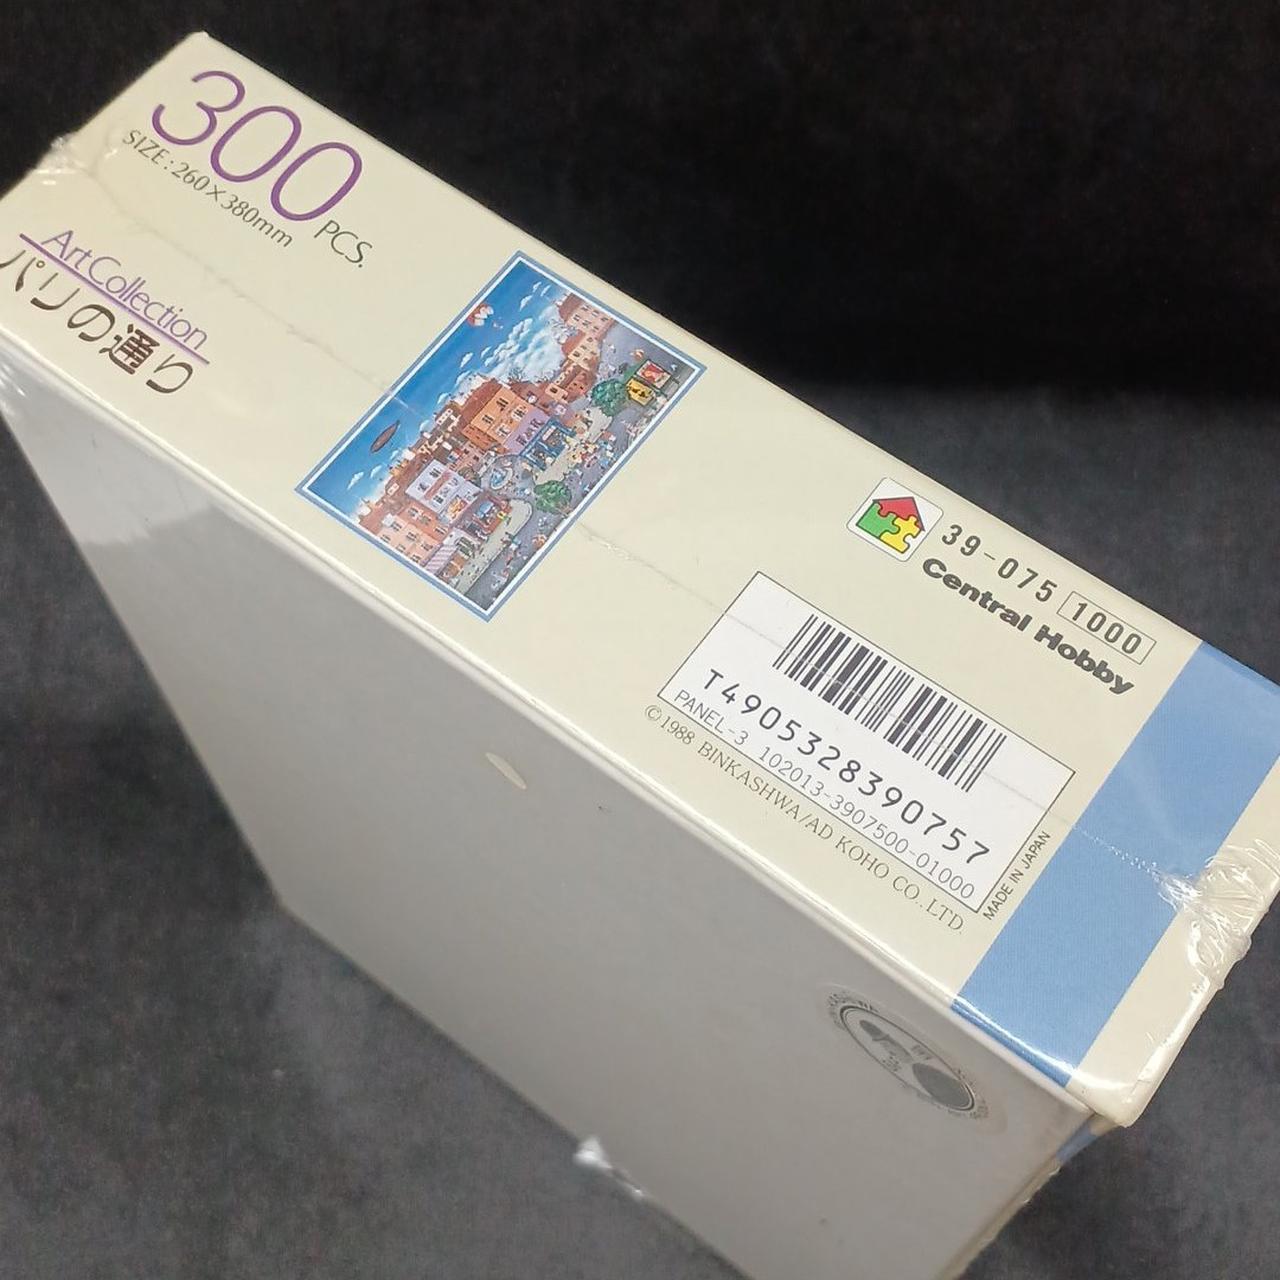 300 PCS.
SIZE:260×380mm
Art Collection
パリの通り
39-075 1000
Central Hobby
T4905328390757
PANEL-3 102013-3907500-01000
©1988 BINKASHWA/AD KOHO CO.,LTD.
MADE IN JAPAN